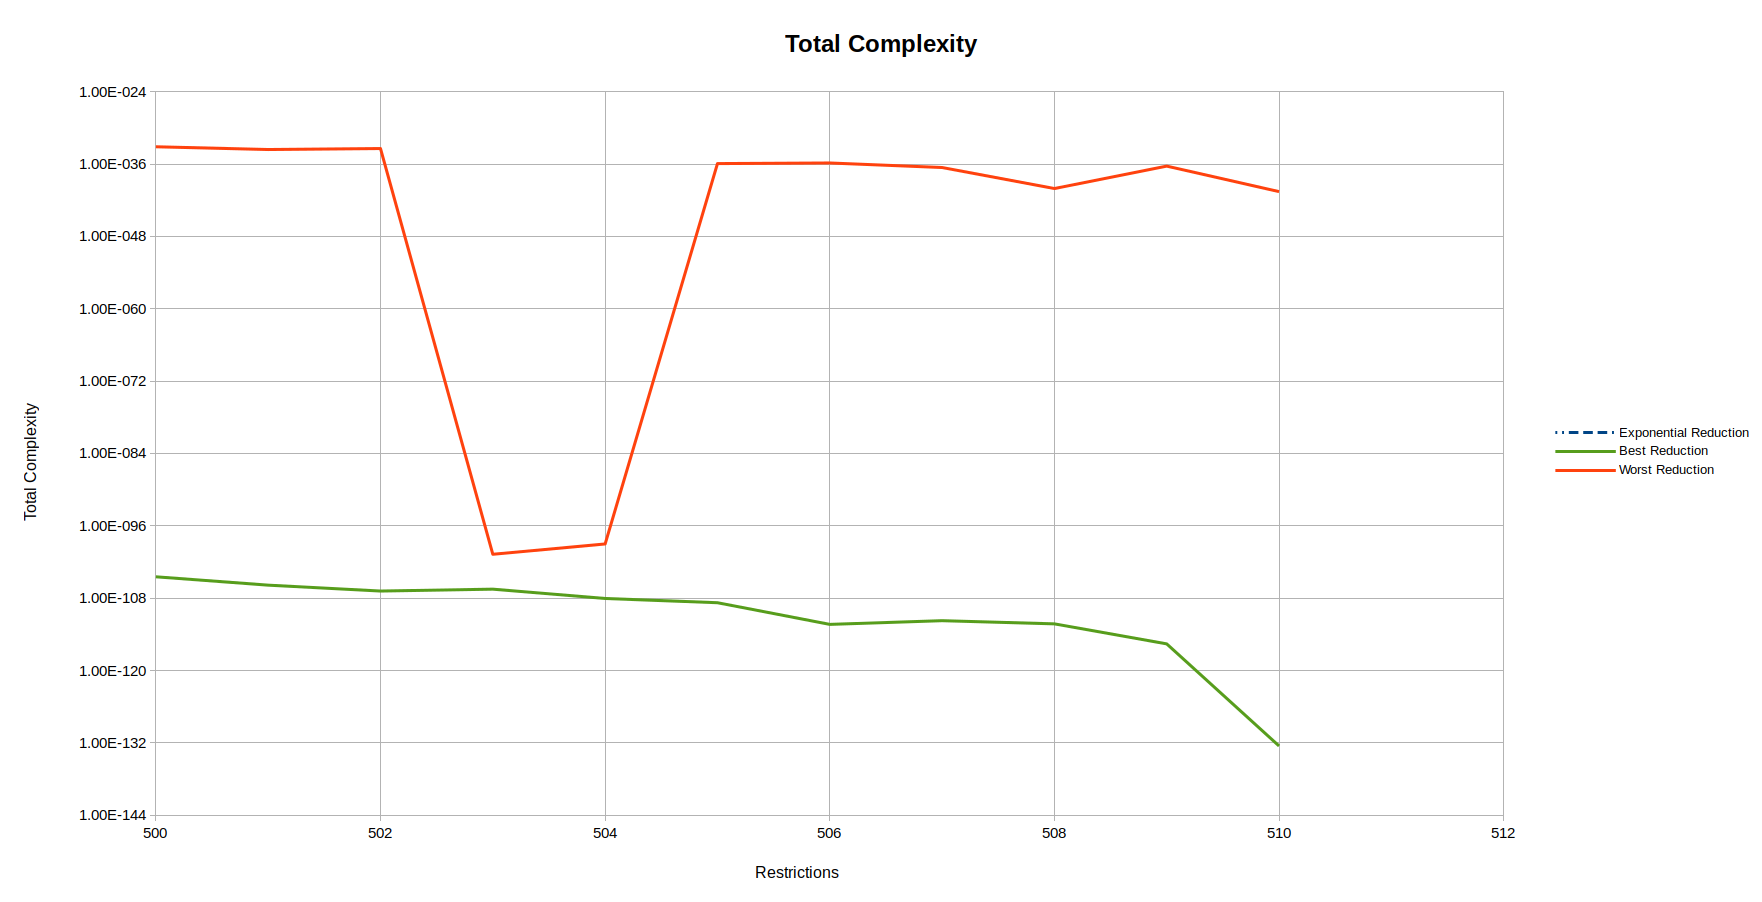 Total Complexity
1.00E-024
1.00E-036
1.00E-048
1.00E-060
1.00E-072
1.00E-084
1.00E-096
1.00E-108
1.00E-120
1.00E-132
1.00E-144
Total Complexity
500 502 504 506 508 510 512
Restrictions
Exponential Reduction
Best Reduction
Worst Reduction